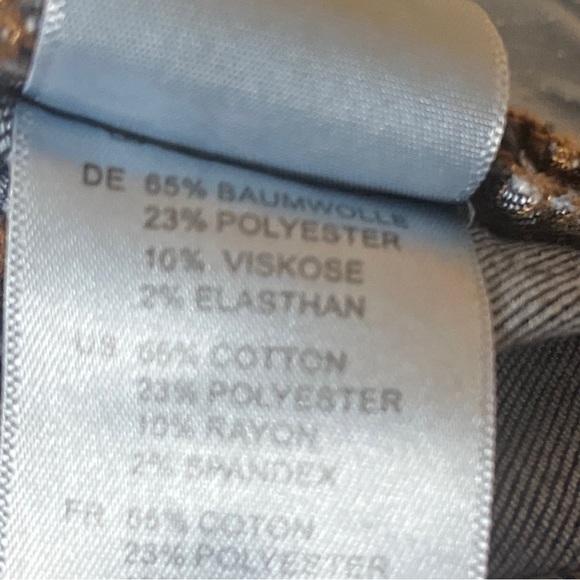 DE 65% BAUMWOLLE
23% POLYESTER
10% VISKOSE
2% ELASTHAN
US 65% COTTON
23% POLYESTER
10% RAYON
2% SPANDEX
FR 65% COTON
23% POLYESTER